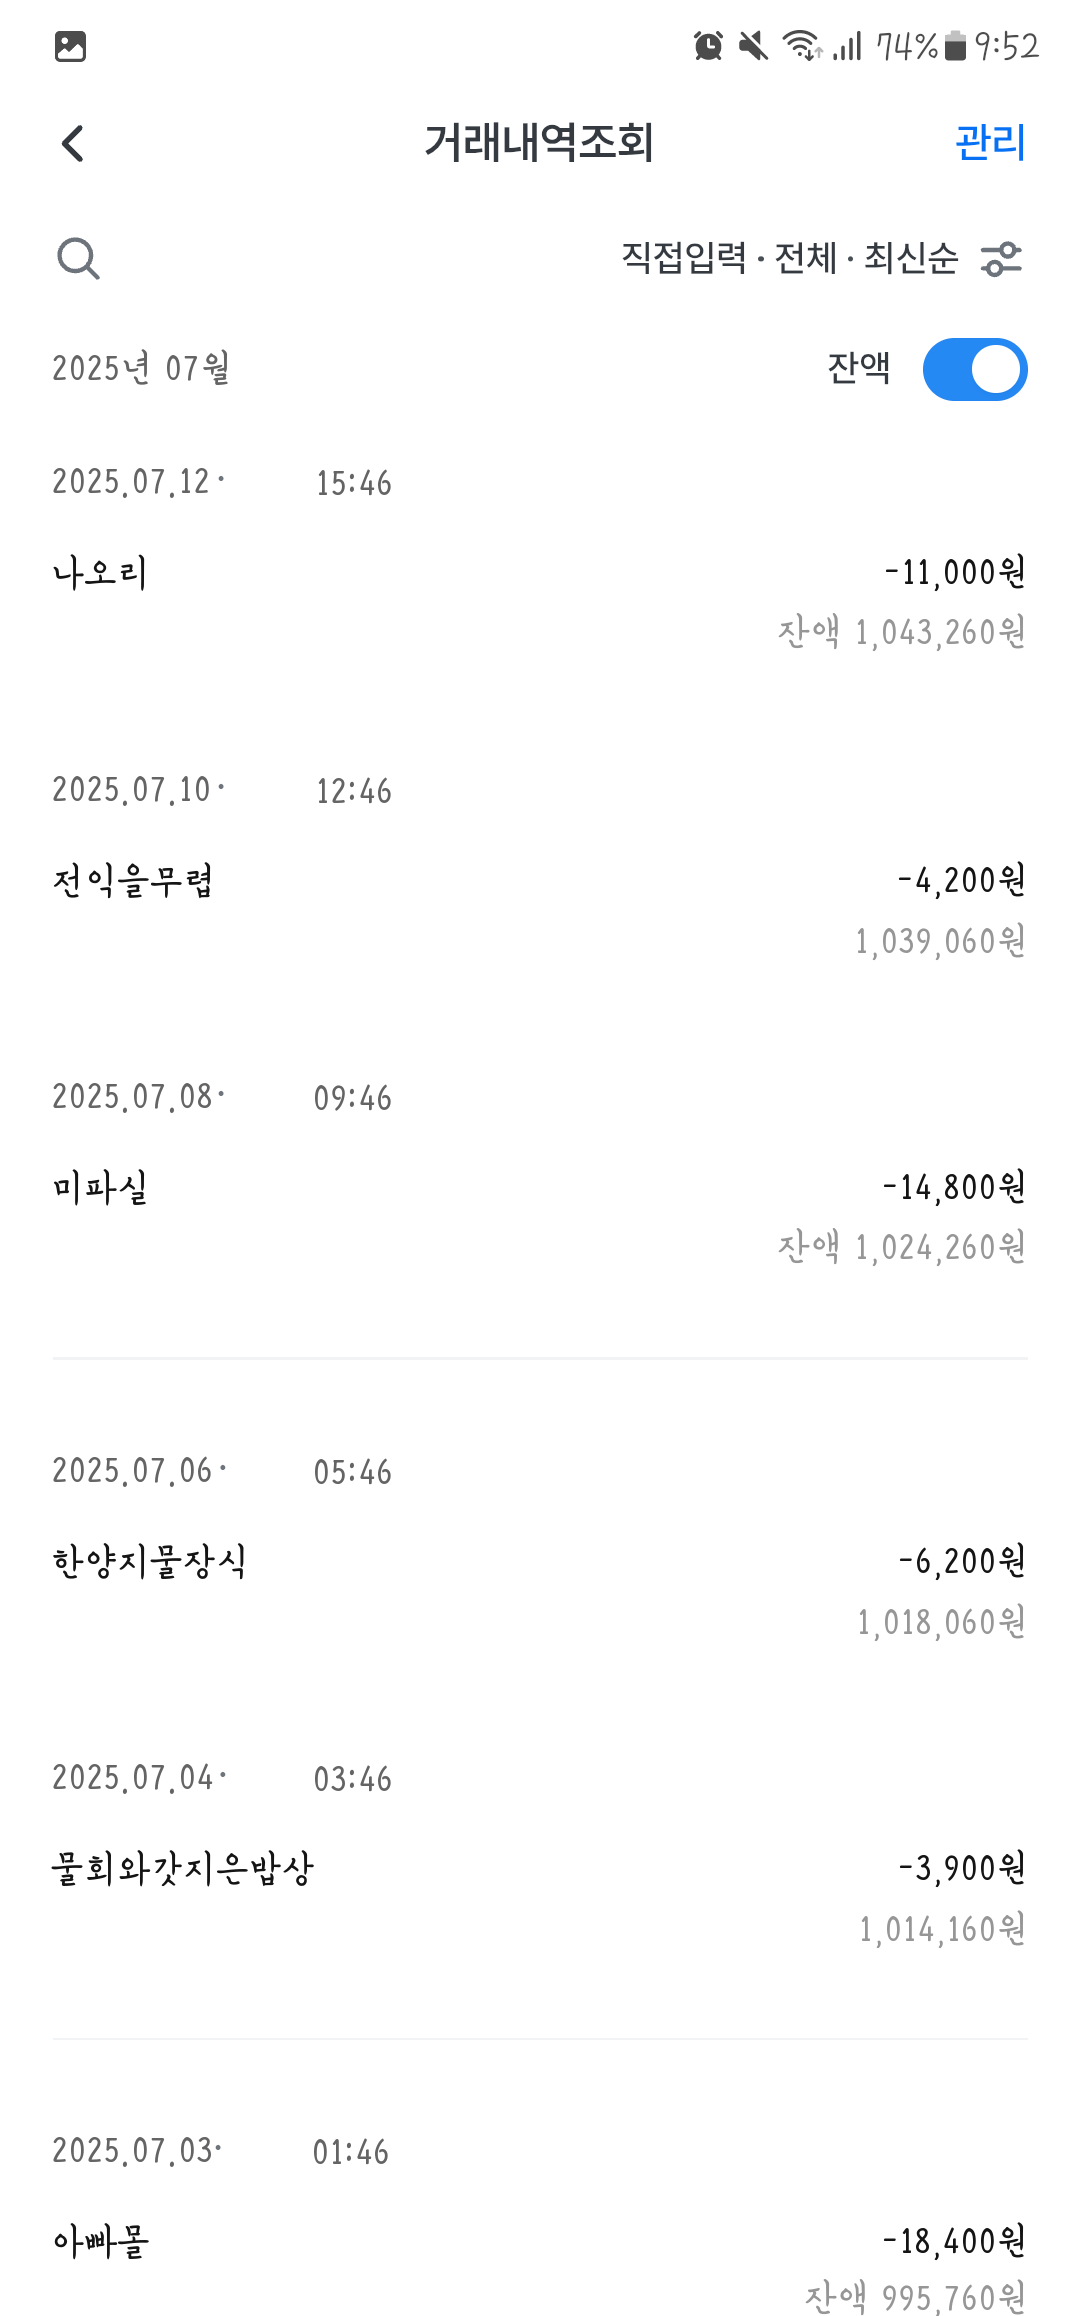 74% 9:52
거래내역조회 관리
직접입력 · 전체 · 최신순
2025년 07월 잔액
2025.07.12· 15:46
나오리 -11,000원
잔액 1,043,260원
2025.07.10· 12:46
전익을무렵 -4,200원
1,039,060원
2025.07.08· 09:46
미파실 -14,800원
잔액 1,024,260원
2025.07.06· 05:46
한양지물장식 -6,200원
1,018,060원
2025.07.04· 03:46
물회와갓지은밥상 -3,900원
1,014,160원
2025.07.03· 01:46
아빠몰 -18,400원
잔액 995,760원